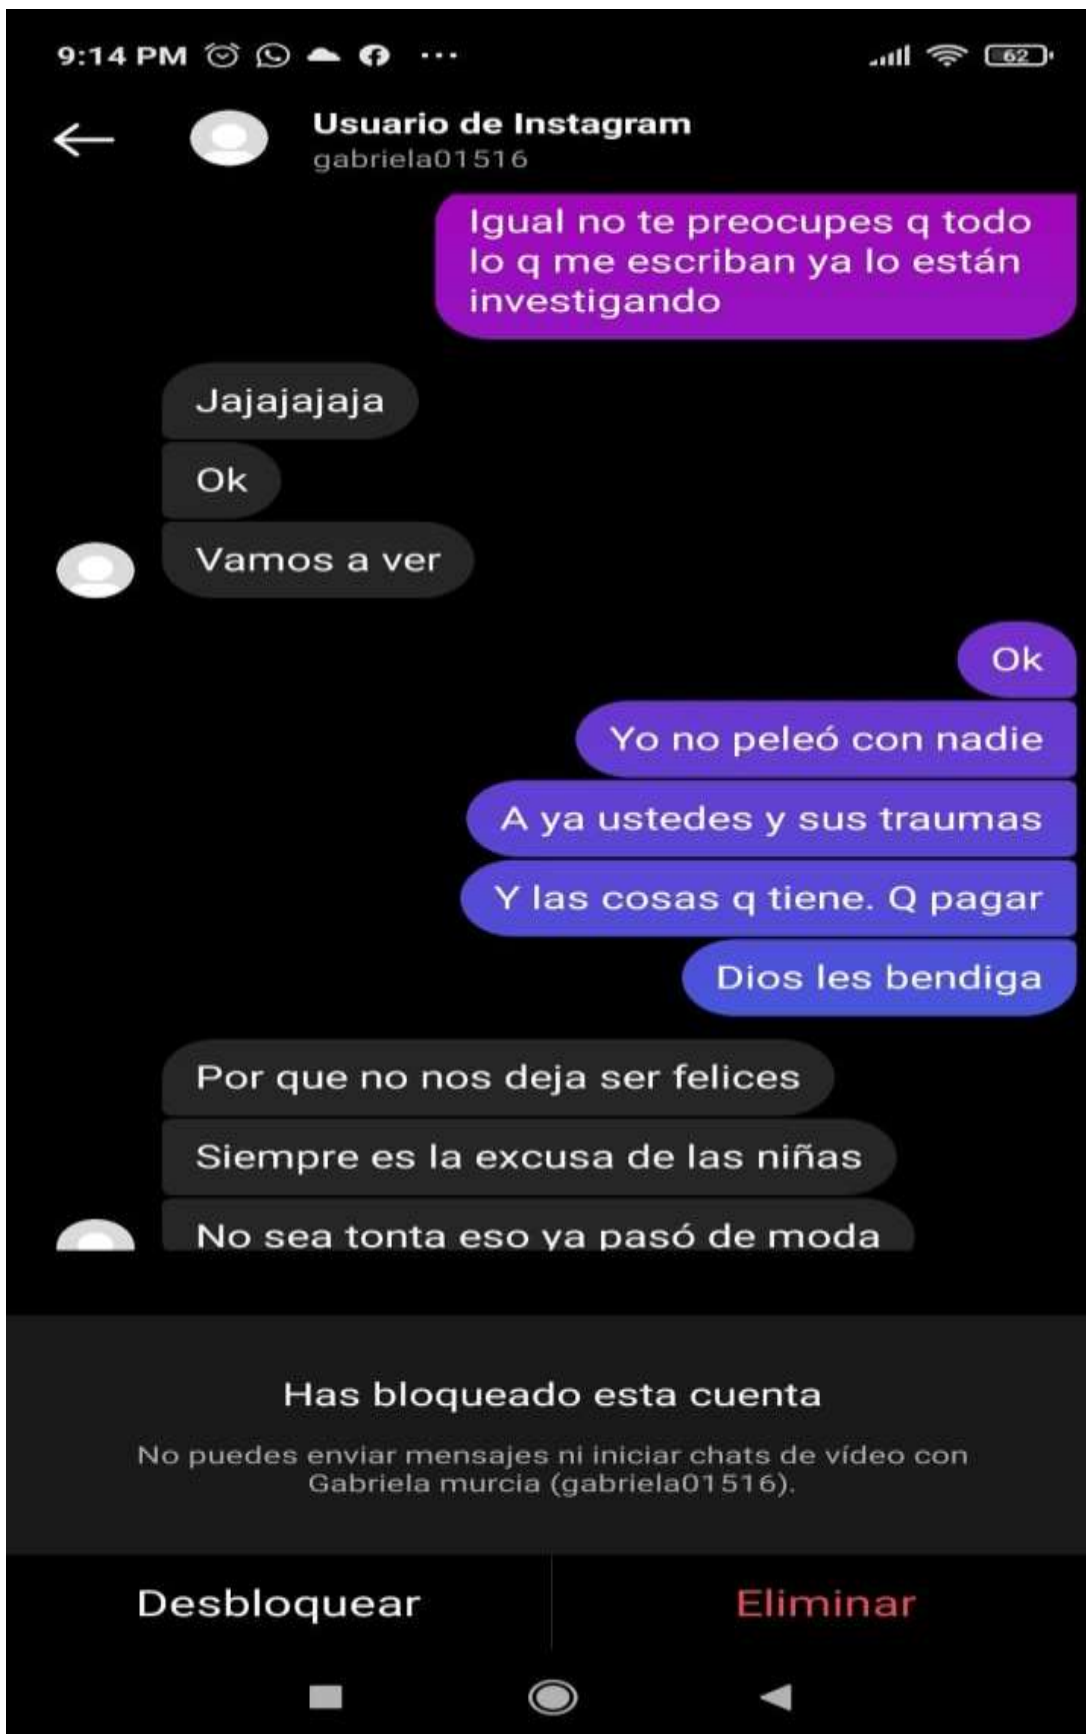 9:14 PM ...
62
Usuario de Instagram
gabriela01516
Igual no te preocupes q todo
lo q me escriban ya lo están
investigando
Jajajajaja
Ok
Vamos a ver
Ok
Yo no peleó con nadie
A ya ustedes y sus traumas
Y las cosas q tiene. Q pagar
Dios les bendiga
Por que no nos deja ser felices
Siempre es la excusa de las niñas
No sea tonta eso ya pasó de moda
Has bloqueado esta cuenta
No puedes enviar mensajes ni iniciar chats de vídeo con
Gabriela murcia (gabriela01516).
Desbloquear
Eliminar